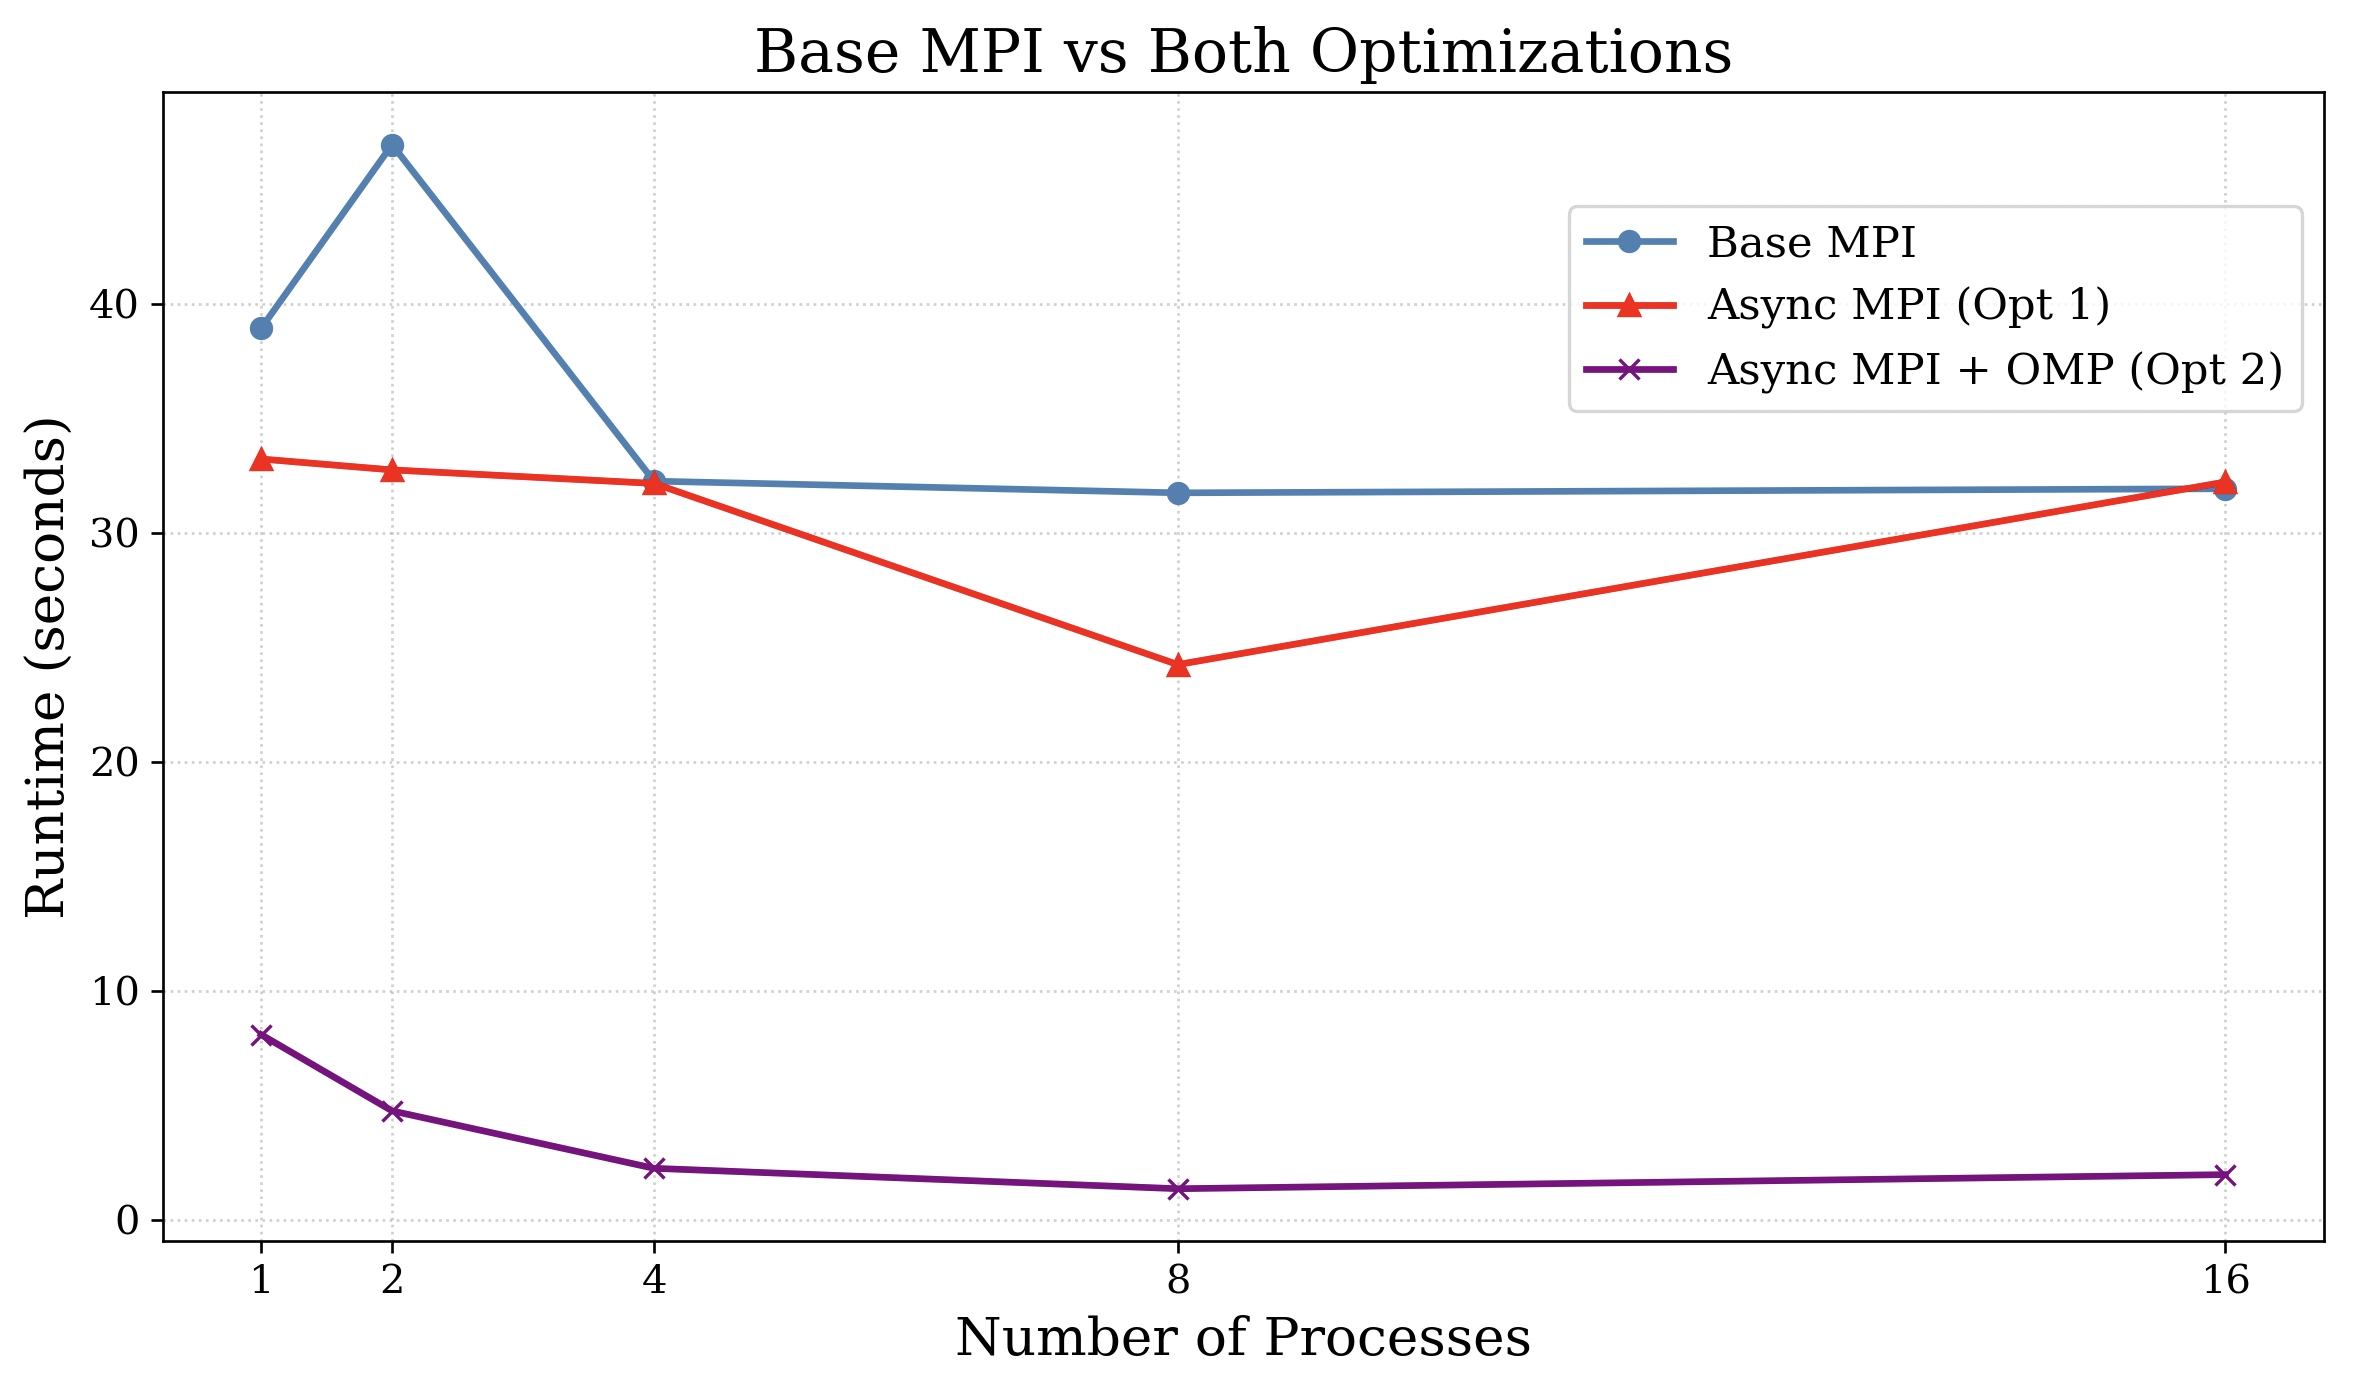 Base MPI vs Both Optimizations
Base MPI
Async MPI (Opt 1)
Async MPI + OMP (Opt 2)
Runtime (seconds)
40
30
20
10
0
1 2 4 8 16
Number of Processes